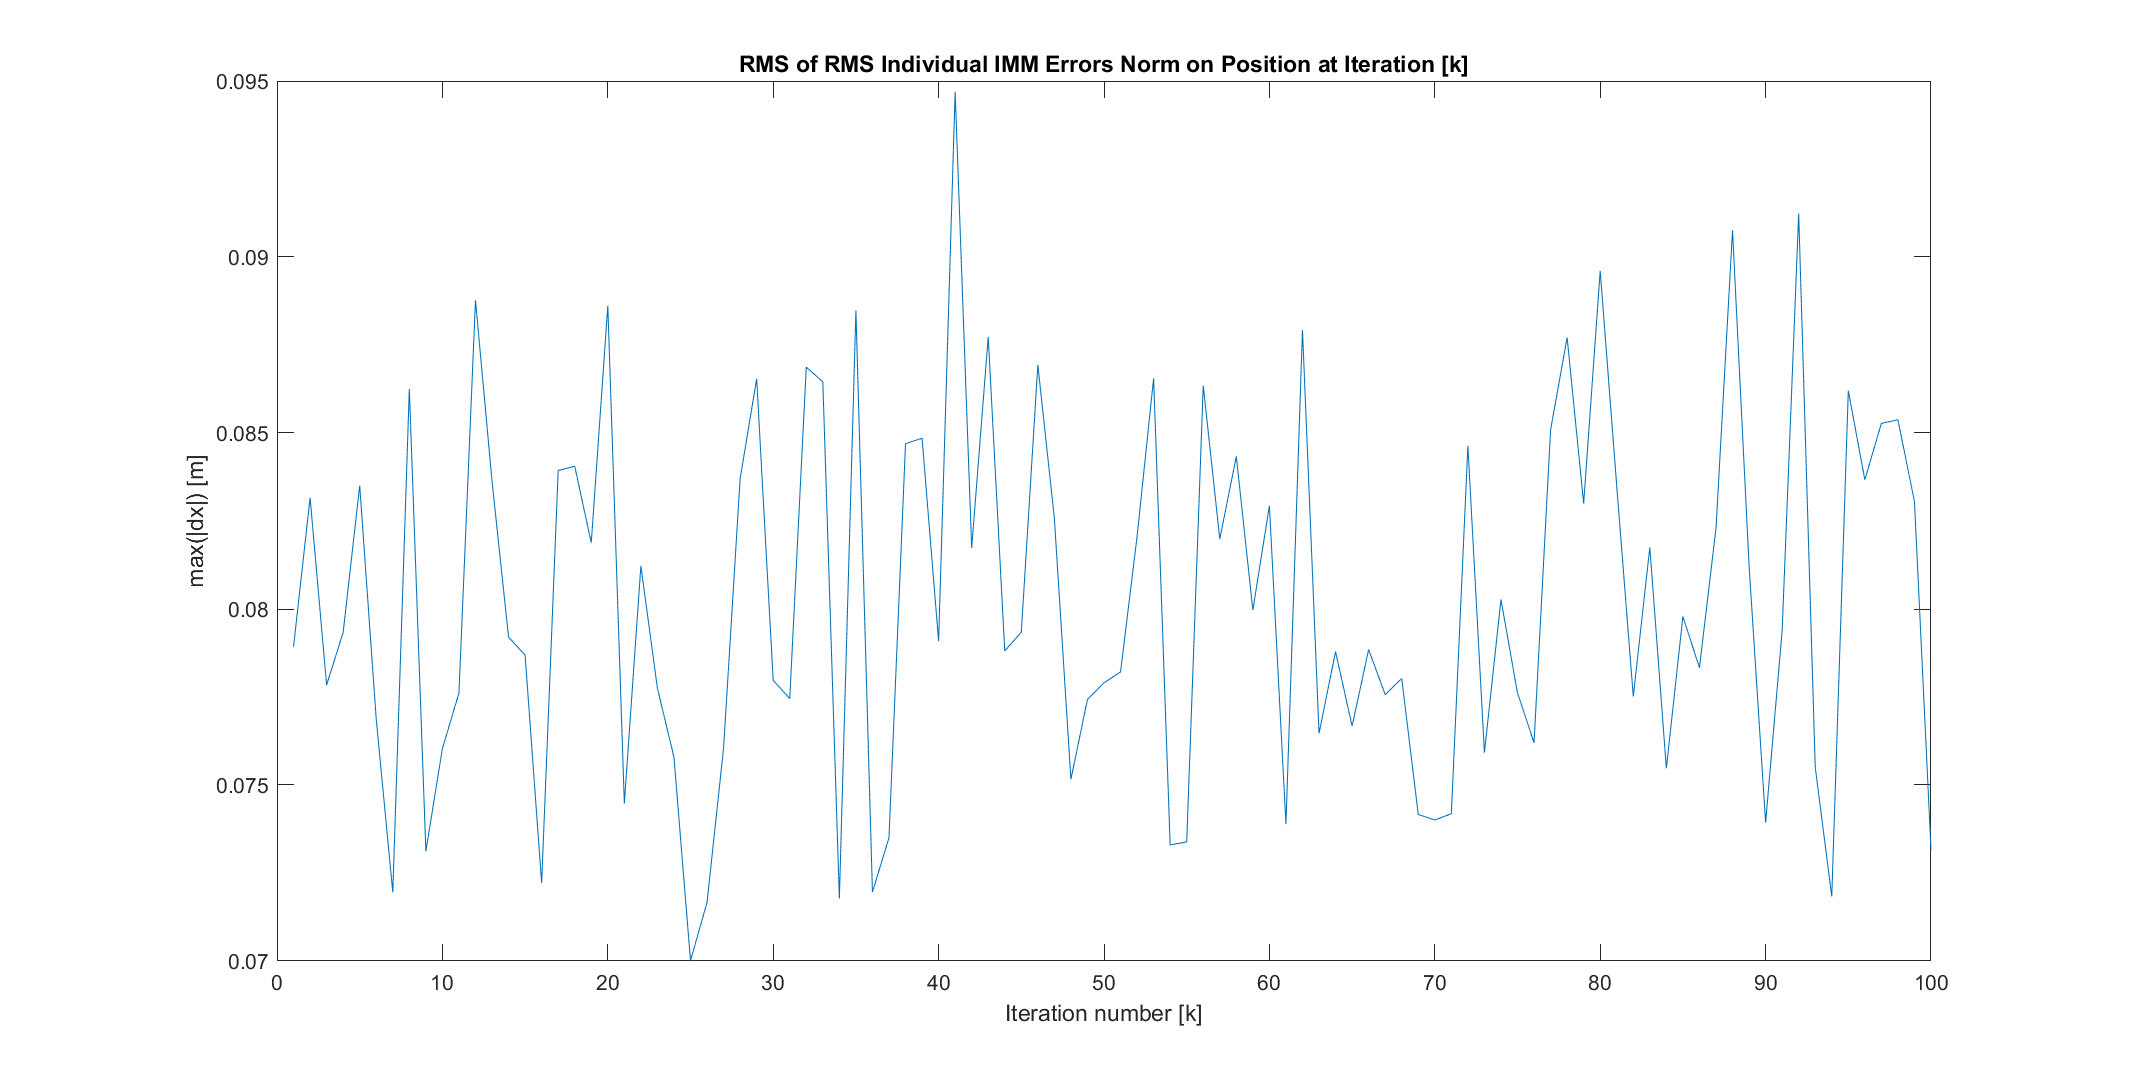 RMS of RMS Individual IMM Errors Norm on Position at Iteration [k]
0.095
0.09
0.085
0.08
0.075
0.07
max(|dx|) [m]
0 10 20 30 40 50 60 70 80 90 100
Iteration number [k]